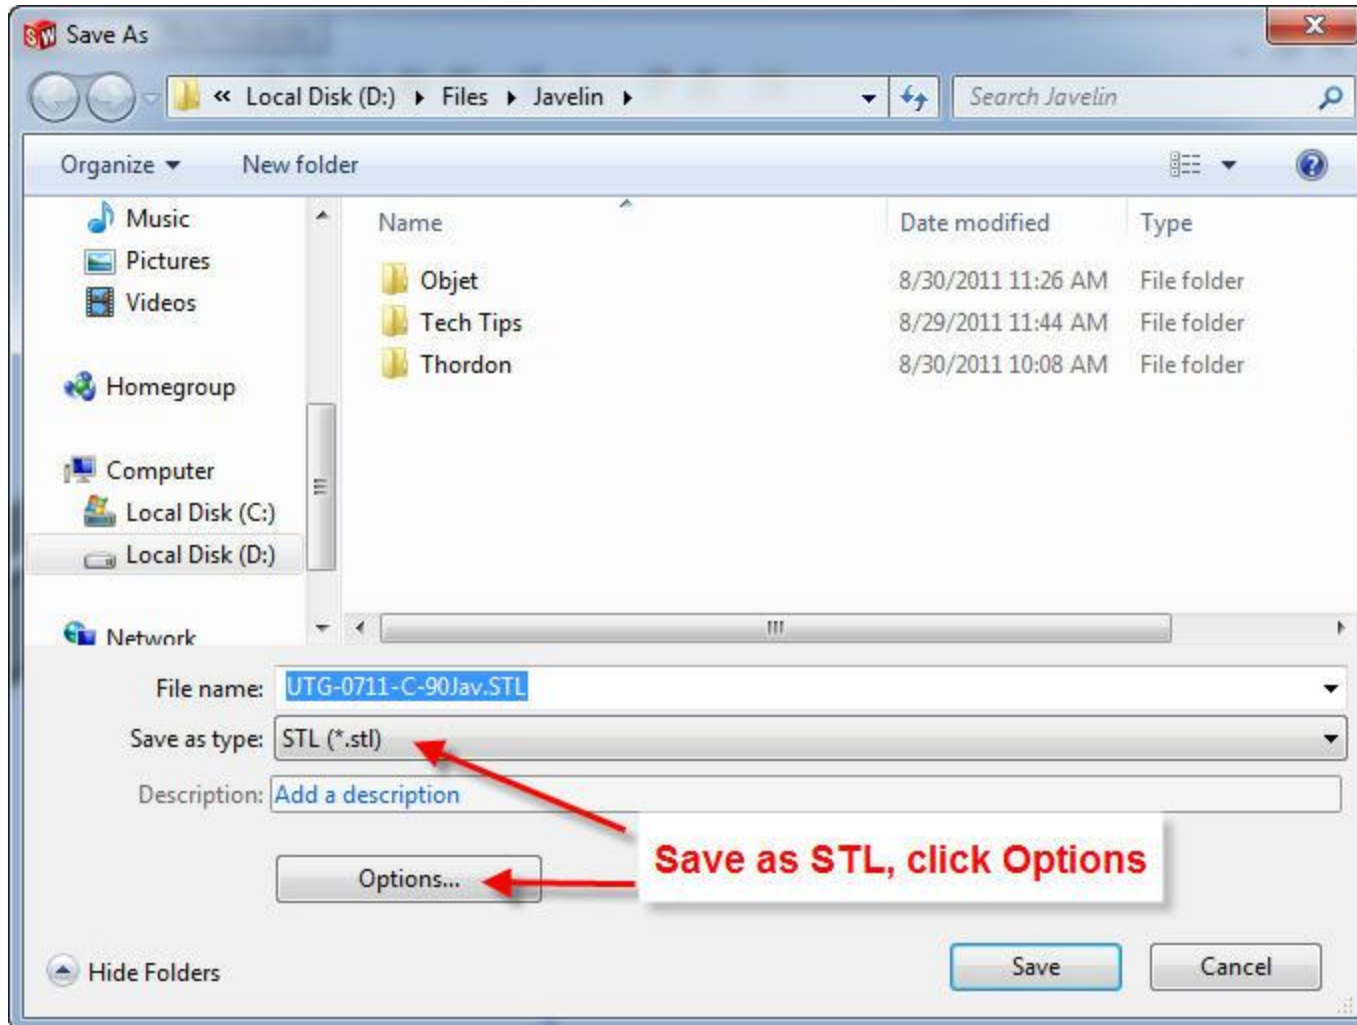 SW Save As
« Local Disk (D:) Files Javelin Search Javelin
Organize New folder
Music
Pictures
Videos
Homegroup
Computer
Local Disk (C:)
Local Disk (D:)
Network
Name Date modified Type
Objet 8/30/2011 11:26 AM File folder
Tech Tips 8/29/2011 11:44 AM File folder
Thordon 8/30/2011 10:08 AM File folder
File name: UTG-0711-C-90Jav.STL
Save as type: STL (*.stl)
Description: Add a description
Save as STL, click Options
Options...
Hide Folders Save Cancel